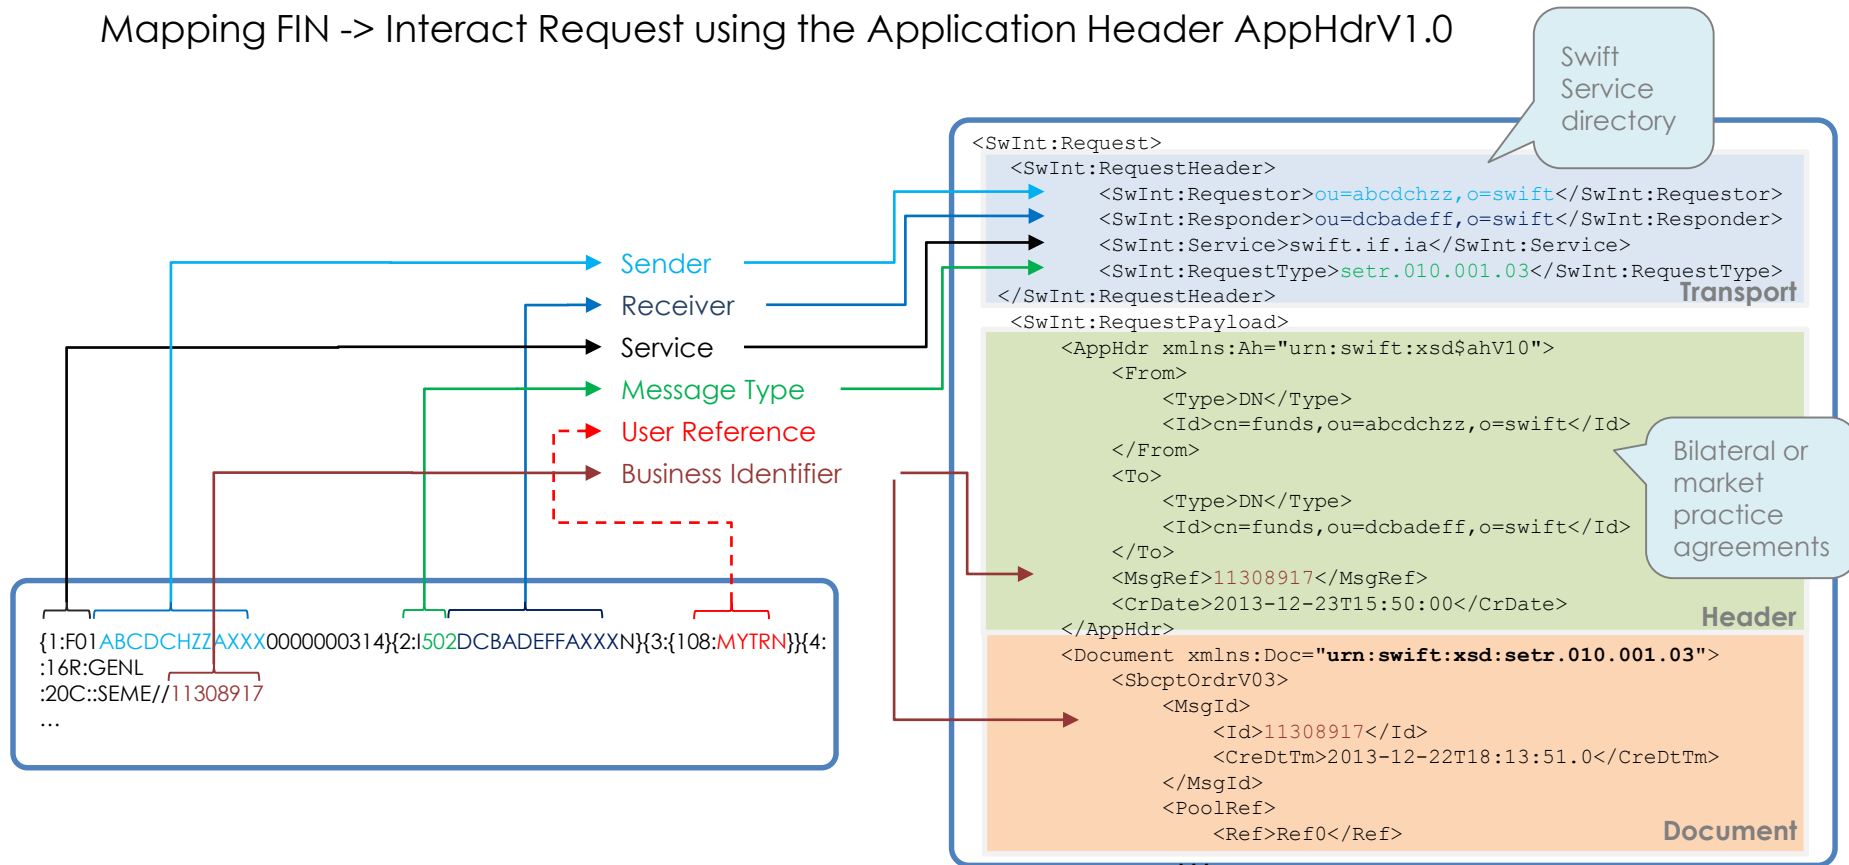 Mapping FIN -> Interact Request using the Application Header AppHdrV1.0
Swift
Service
directory
Sender
Receiver
Service
Message Type
User Reference
Business Identifier
{1:F01ABCDCHZZAXXX0000000314}{2:I502DCBADEFFAXXXN}{3:{108:MYTRN}}{4:
:16R:GENL
:20C::SEME//11308917
...
<SwInt:Request>
<SwInt:RequestHeader>
<SwInt:Requestor>ou=abcdchzz,o=swift</SwInt:Requestor>
<SwInt:Responder>ou=dcbadeff,o=swift</SwInt:Responder>
<SwInt:Service>swift.if.ia</SwInt:Service>
<SwInt:RequestType>setr.010.001.03</SwInt:RequestType>
</SwInt:RequestHeader>
Transport
<SwInt:RequestPayload>
<AppHdr xmlns:Ah="urn:swift:xsd$ahV10">
<From>
<Type>DN</Type>
<Id>cn=funds,ou=abcdchzz,o=swift</Id>
</From>
<To>
<Type>DN</Type>
<Id>cn=funds,ou=dcbadeff,o=swift</Id>
</To>
<MsgRef>11308917</MsgRef>
<CrDate>2013-12-23T15:50:00</CrDate>
</AppHdr>
Header
Bilateral or
market
practice
agreements
<Document xmlns:Doc="urn:swift:xsd:setr.010.001.03">
<SbcptOrdrV03>
<MsgId>
<Id>11308917</Id>
<CreDtTm>2013-12-22T18:13:51.0</CreDtTm>
</MsgId>
<PoolRef>
<Ref>Ref0</Ref>
Document
...